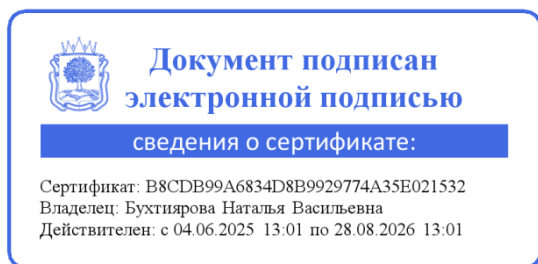 Документ подписан
электронной подписью
сведения о сертификате:
Сертификат: B8CDB99A6834D8B9929774A35E021532
Владелец: Бухтиярова Наталья Васильевна
Действителен: с 04.06.2025 13:01 по 28.08.2026 13:01